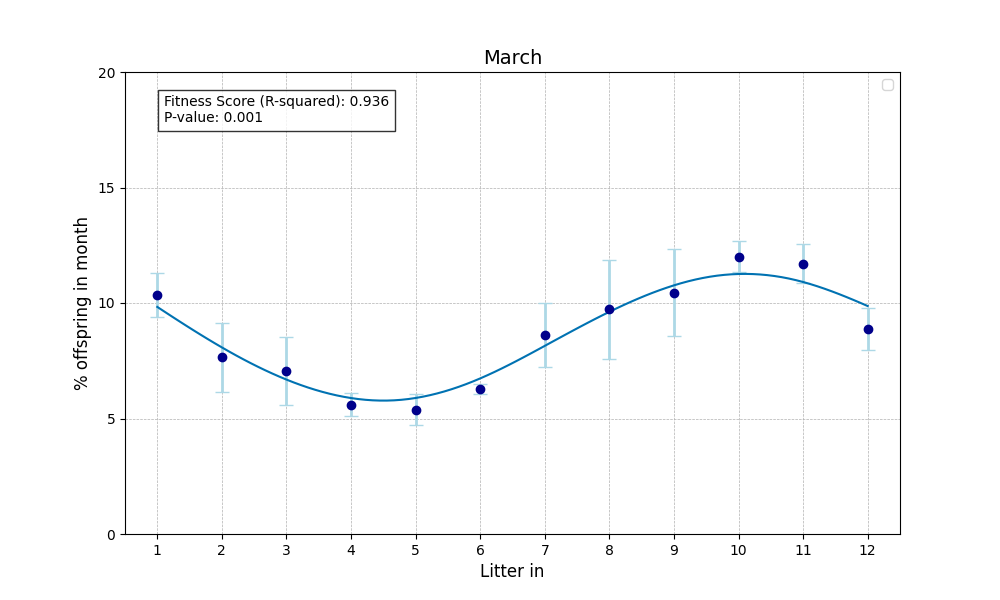 March
Fitness Score (R-squared): 0.936
P-value: 0.001
% offspring in month
20
15
10
5
0
1 2 3 4 5 6 7 8 9 10 11 12
Litter in